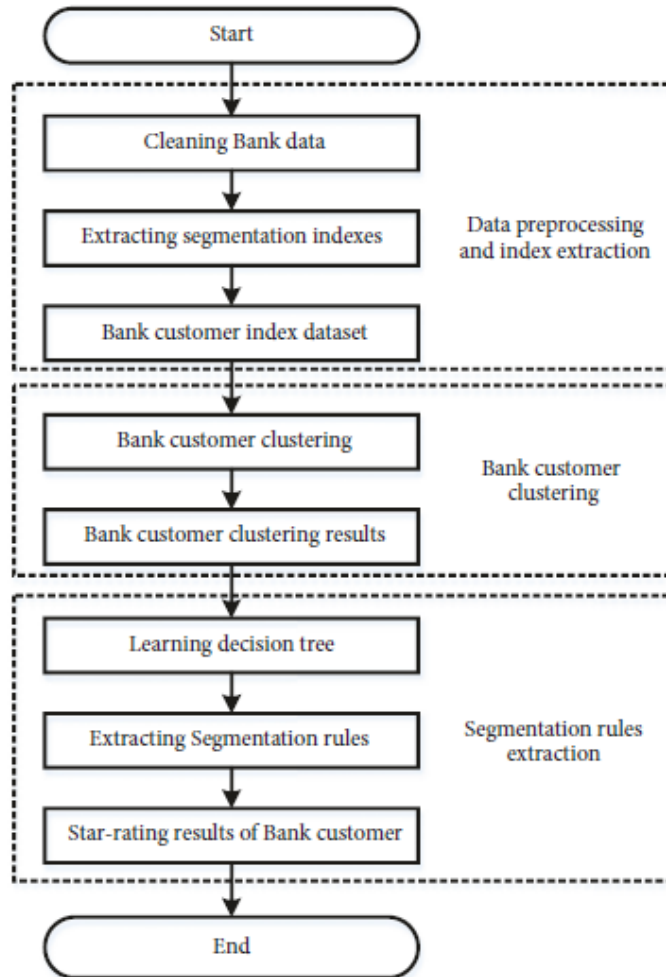 Start
Cleaning Bank data
Extracting segmentation indexes
Bank customer index dataset
Data preprocessing
and index extraction
Bank customer clustering
Bank customer clustering results
Bank customer
clustering
Learning decision tree
Extracting Segmentation rules
Star-rating results of Bank customer
Segmentation rules
extraction
End